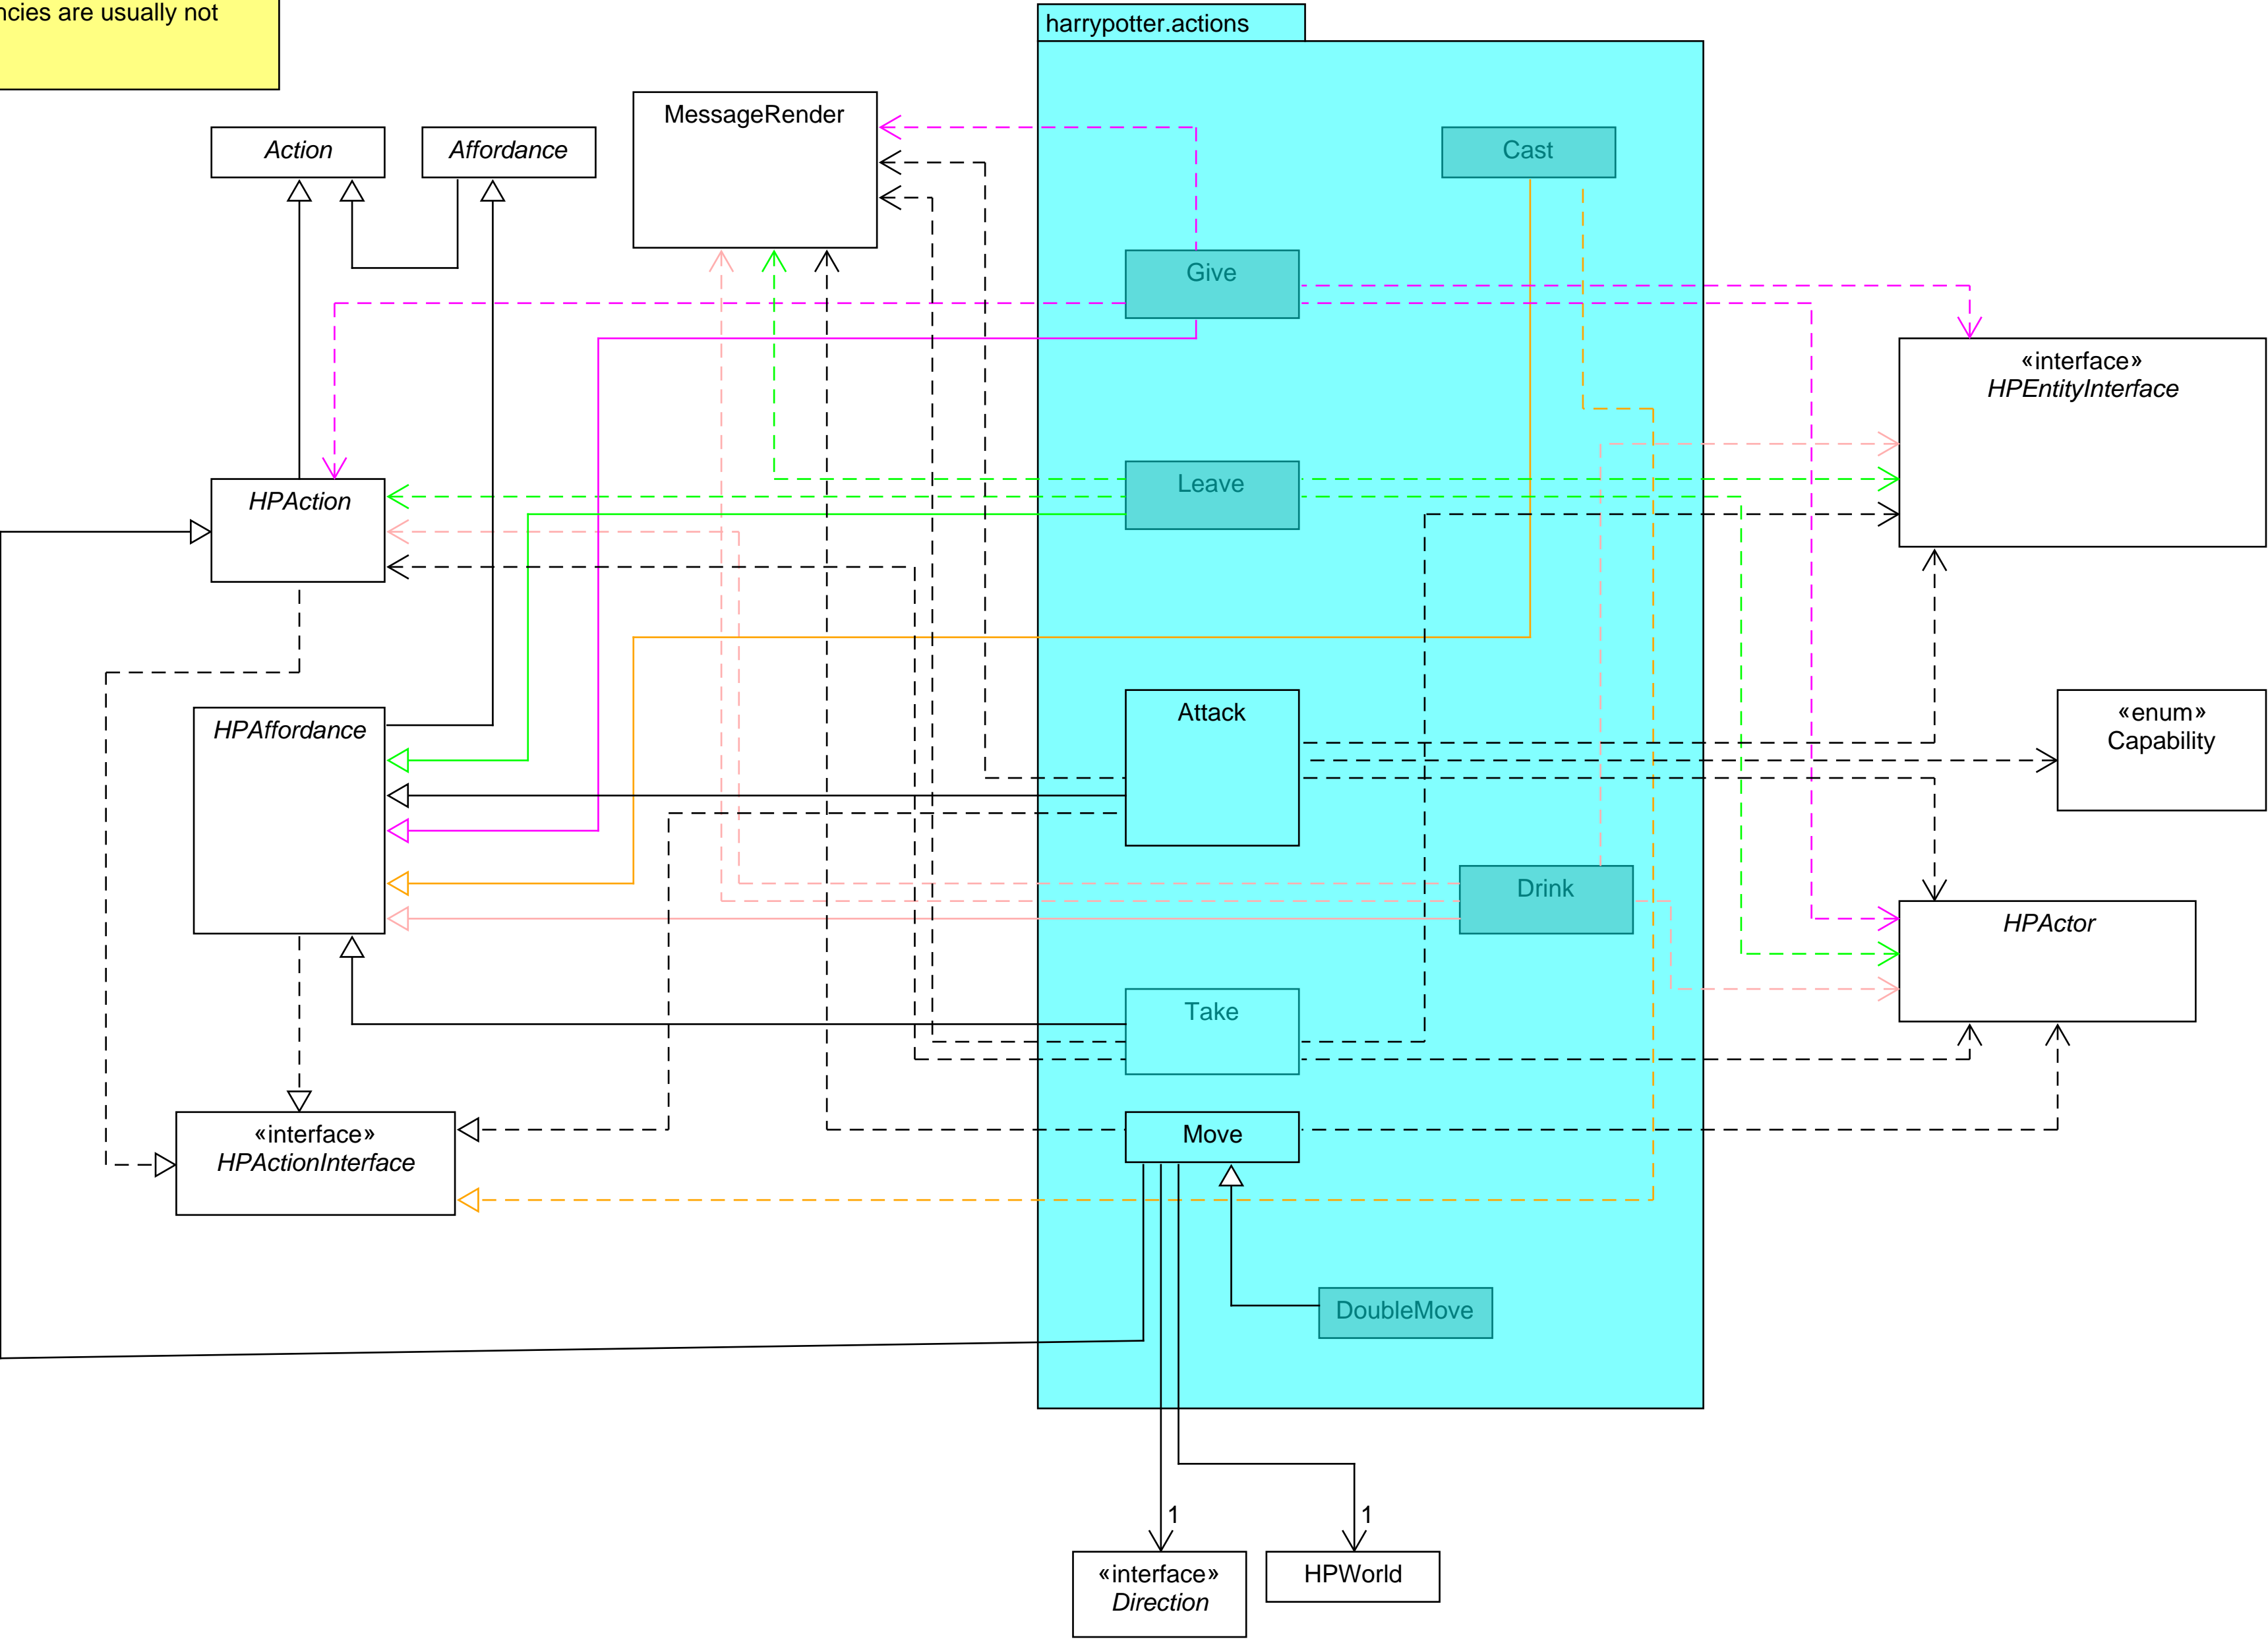 ncies are usually not
harrypotter.actions
MessageRender
Action
Affordance
Cast
Give
«interface»
HPEntityInterface
Leave
HPAction
Attack
«enum»
Capability
HPAffordance
Drink
HPActor
Take
«interface»
HPActionInterface
Move
DoubleMove
1
1
«interface»
Direction
HPWorld